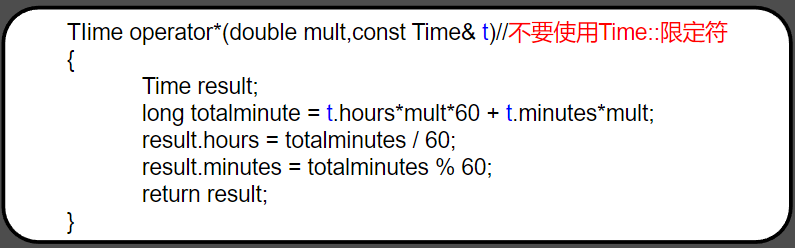 TIime operator*(double mult,const Time& t)//不要使用Time::限定符
{
Time result;
long totalminute = t.hours*mult*60 + t.minutes*mult;
result.hours = totalminutes / 60;
result.minutes = totalminutes % 60;
return result;
}